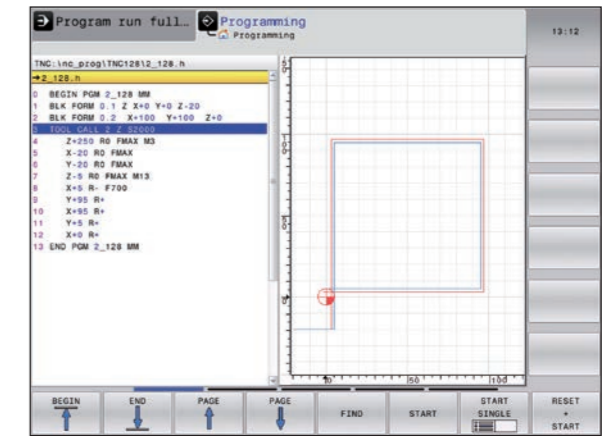 Program run full…
Programming
Programming
13:12
TNC:\nc_prog\TNC128\2_128.h
→2_128.h
0 BEGIN PGM 2_128 MM
1 BLK FORM 0.1 Z X+0 Y+0 Z-20
2 BLK FORM 0.2 X+100 Y+100 Z+0
3 TOOL CALL 2 Z S2000
4 Z+250 R0 FMAX M3
5 X-20 R0 FMAX
6 Y-20 R0 FMAX
7 Z-5 R0 FMAX M13
8 X+5 R- F700
9 Y+95 R+
10 X+95 R+
11 Y+5 R+
12 X+0 R+
13 END PGM 2_128 MM
100
50
0
0 50 100
BEGIN END PAGE PAGE FIND START START SINGLE RESET + START